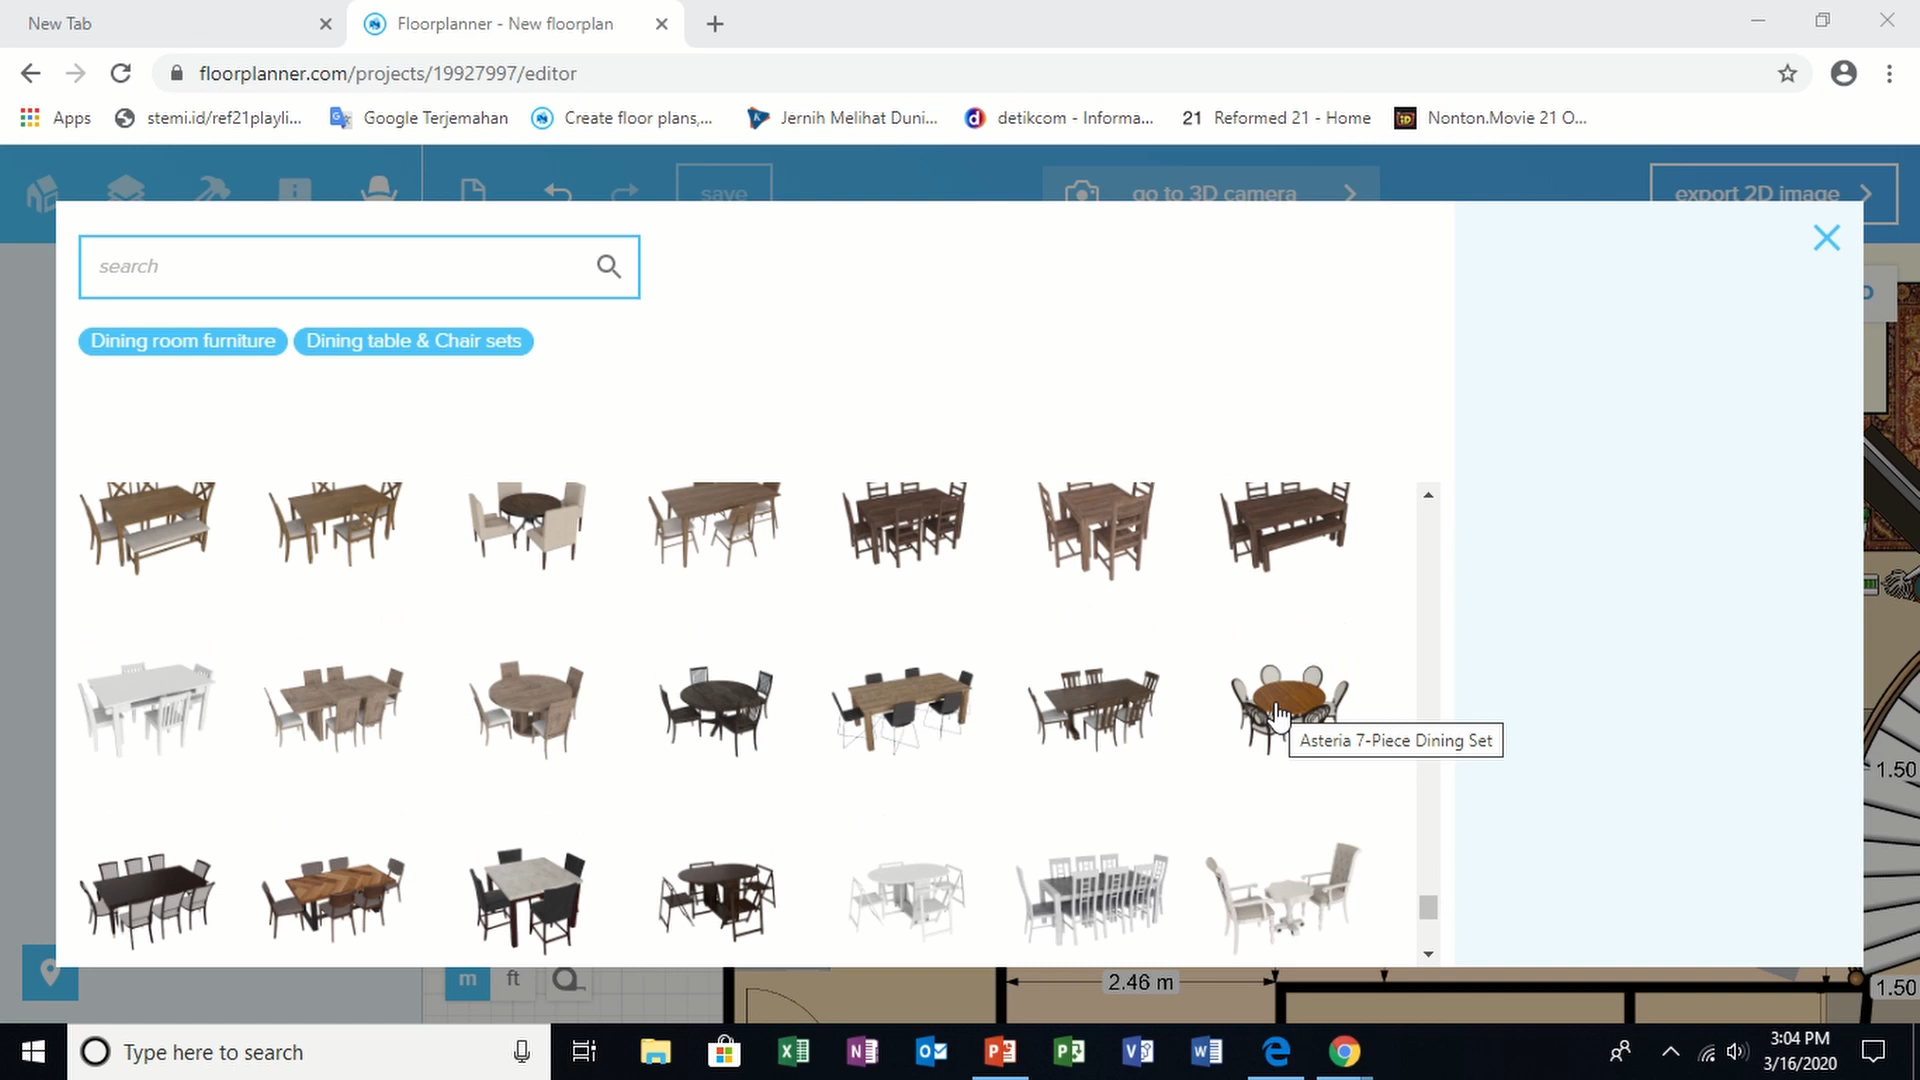 New Tab
Floorplanner - New floorplan
floorplanner.com/projects/19927997/editor
Apps
stemi.id/ref21playli...
Google Terjemahan
Create floor plans,...
Jernih Melihat Duni...
detikcom - Informa...
21 Reformed 21 - Home
Nonton.Movie 21 O...
save
go to 3D camera
export 2D image
search
Dining room furniture
Dining table & Chair sets
Asteria 7-Piece Dining Set
1.50
m
ft
2.46 m
1.50
Type here to search
3:04 PM
3/16/2020